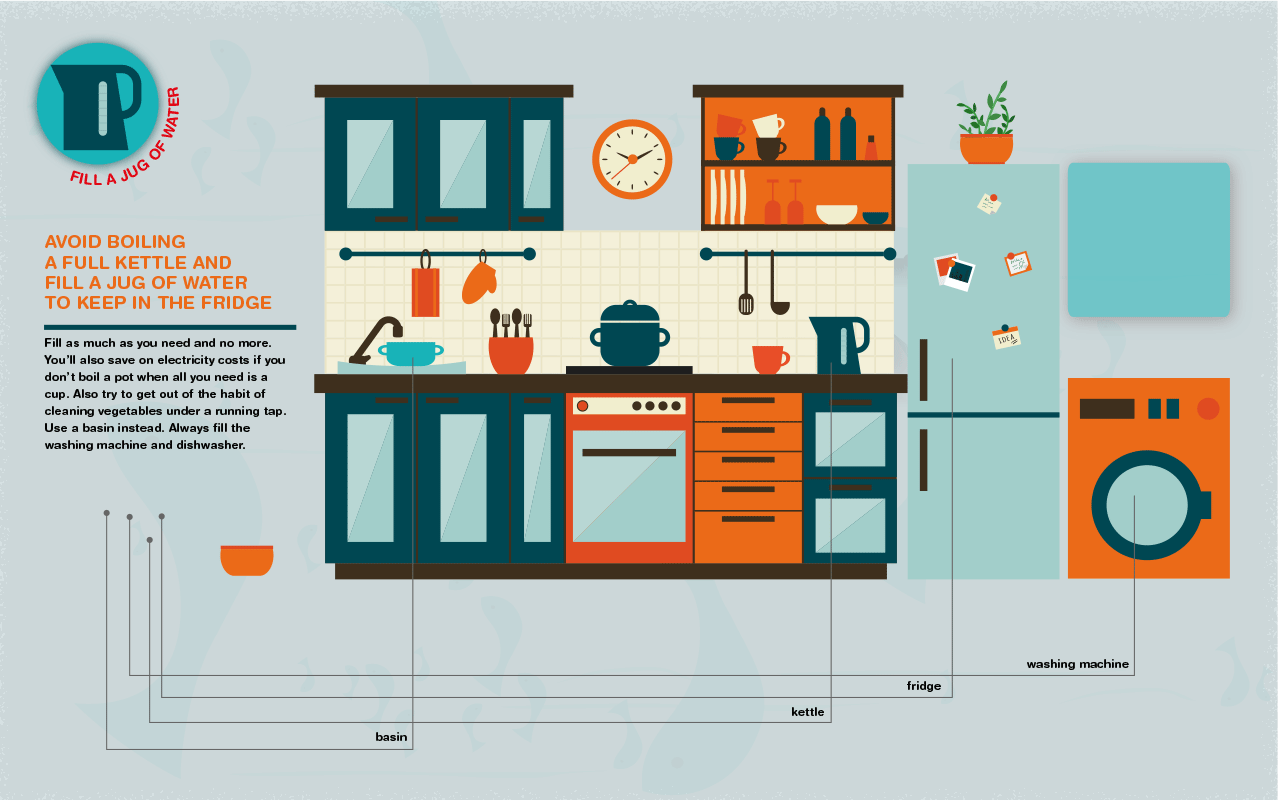 FILL A JUG OF WATER
AVOID BOILING
A FULL KETTLE AND
FILL A JUG OF WATER
TO KEEP IN THE FRIDGE
Fill as much as you need and no more.
You'll also save on electricity costs if you
don't boil a pot when all you need is a
cup. Also try to get out of the habit of
cleaning vegetables under a running tap.
Use a basin instead. Always fill the
washing machine and dishwasher.
IDEA
washing machine
fridge
kettle
basin